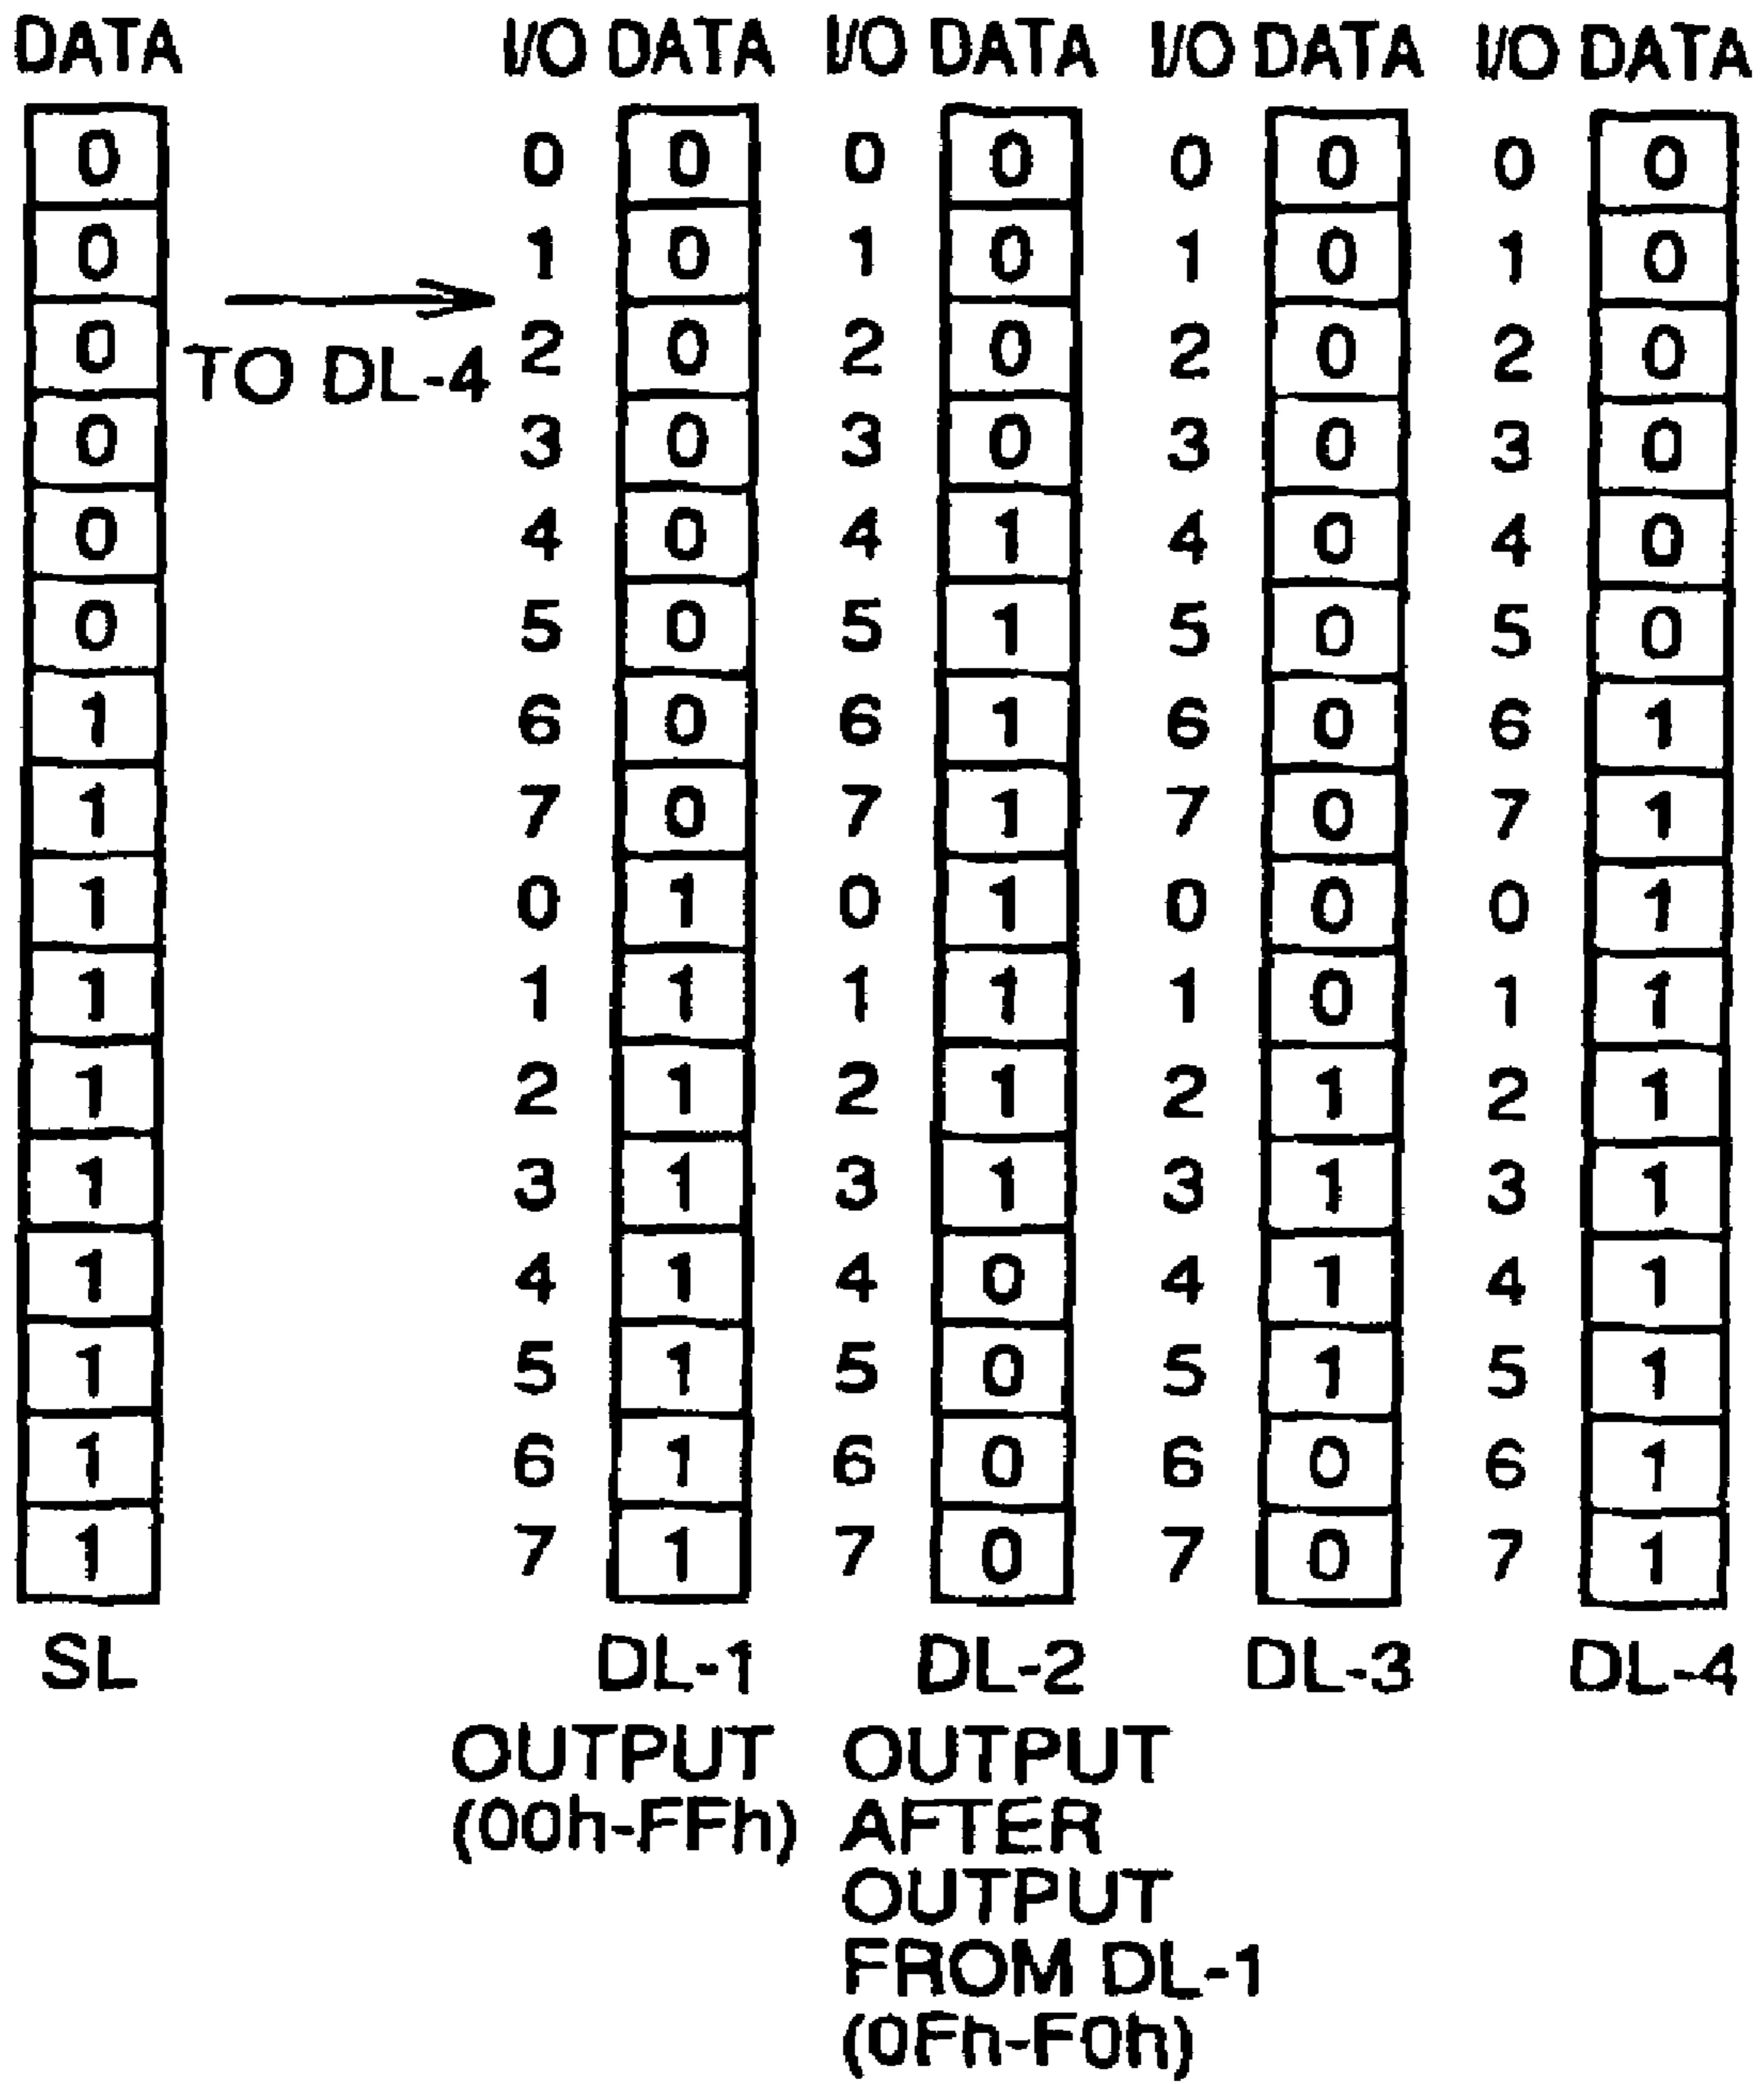 DATA I/O DATA I/O DATA I/O DATA I/O DATA
0 0 0 0 0 0 0 0 0
0 1 0 1 0 1 0 1 0
0 2 0 2 0 2 0 2 0
TO DL-4
0 3 0 3 0 3 0 3 0
0 4 0 4 1 4 0 4 0
0 5 0 5 1 5 0 5 0
1 6 0 6 1 6 0 6 1
1 7 0 7 1 7 0 7 1
1 0 1 0 1 0 0 0 1
1 1 1 1 1 1 0 1 1
1 2 1 2 1 2 1 2 1
1 3 1 3 1 3 1 3 1
1 4 1 4 0 4 1 4 1
1 5 1 5 0 5 1 5 1
1 6 1 6 0 6 0 6 1
1 7 1 7 0 7 0 7 1
SL DL-1 DL-2 DL-3 DL-4
OUTPUT
(00h-FFh)
OUTPUT
AFTER
OUTPUT
FROM DL-1
(0Fh-F0h)